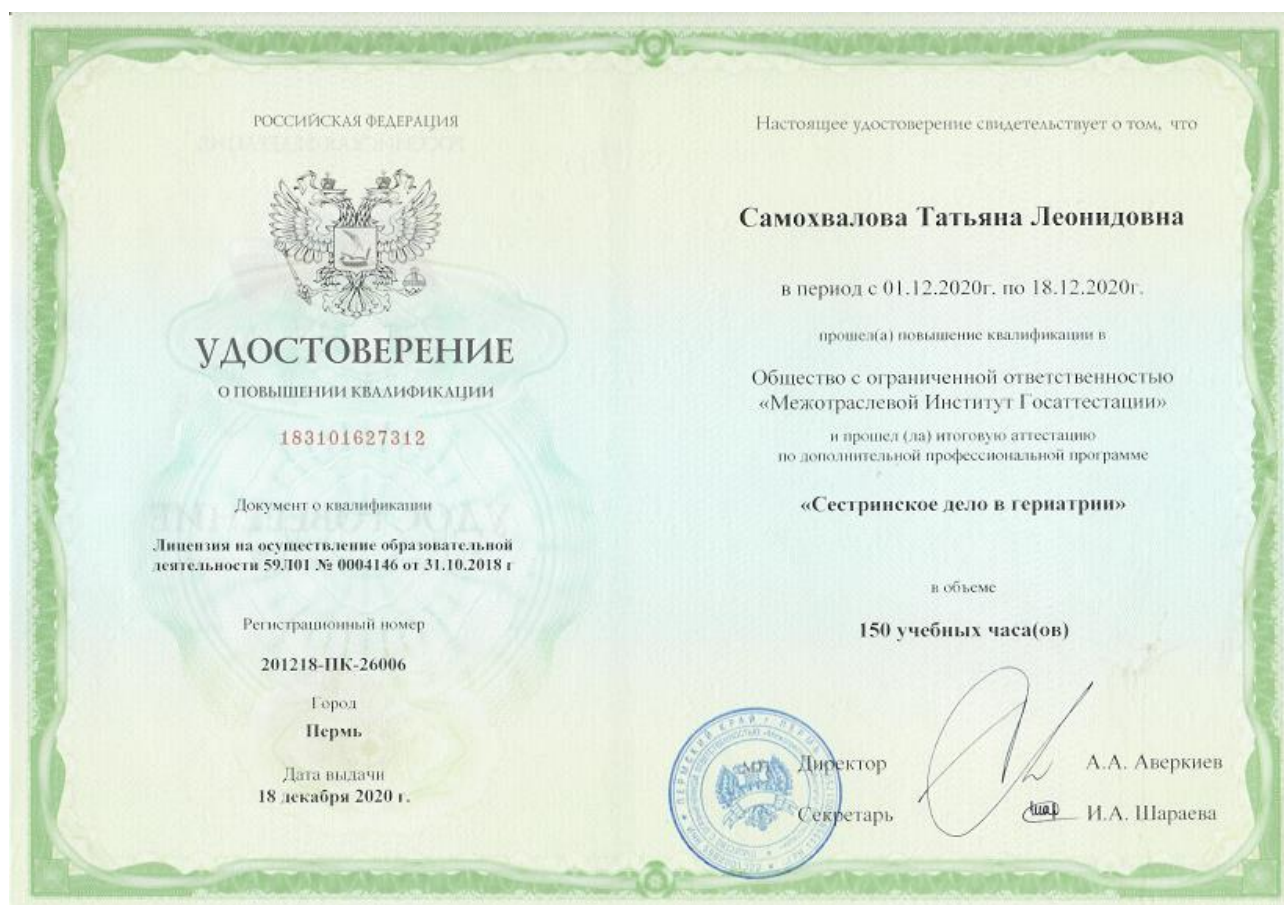 РОССИЙСКАЯ ФЕДЕРАЦИЯ
УДОСТОВЕРЕНИЕ
О ПОВЫШЕНИИ КВАЛИФИКАЦИИ
183101627312
Документ о квалификации
Лицензия на осуществление образовательной
деятельности 59Л01 № 0004146 от 31.10.2018 г
Регистрационный номер
201218-ПК-26006
Город
Пермь
Дата выдачи
18 декабря 2020 г.
Настоящее удостоверение свидетельствует о том, что
Самохвалова Татьяна Леонидовна
в период с 01.12.2020г. по 18.12.2020г.
прошел(а) повышение квалификации в
Общество с ограниченной ответственностью
«Межотраслевой Институт Госаттестации»
и прошел (ла) итоговую аттестацию
по дополнительной профессиональной программе
«Сестринское дело в гериатрии»
в объеме
150 учебных часа(ов)
ПЕРМСКИЙ КРАЙ г. ПЕРМЬ
М.П. Директор А.А. Аверкиев
Секретарь И.А. Шараева